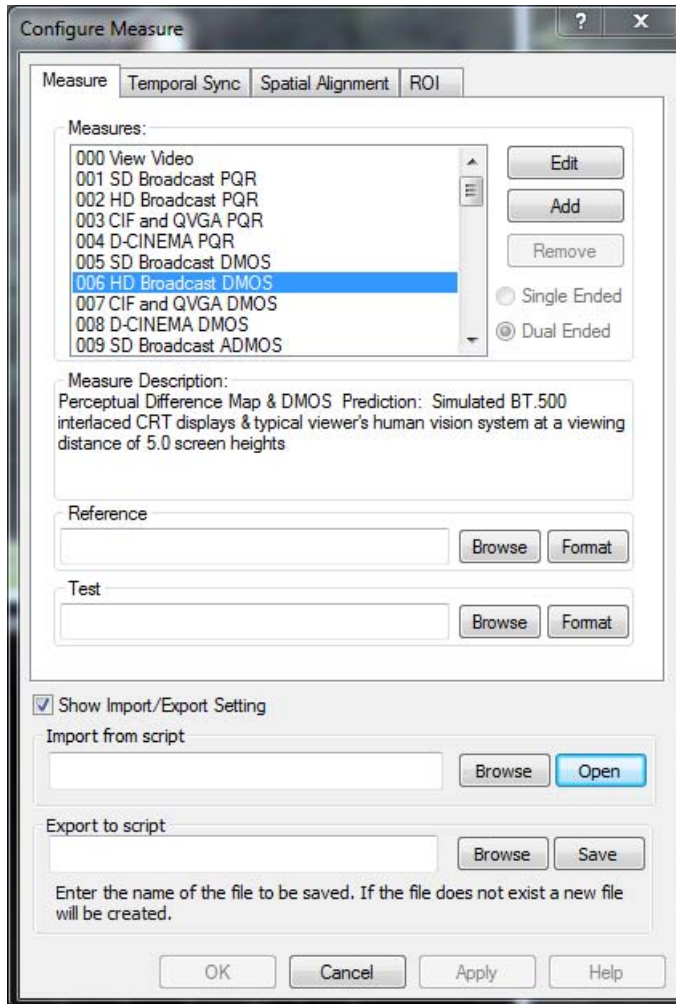 Configure Measure
Measure
Temporal Sync
Spatial Alignment
ROI
Measures:
000 View Video
001 SD Broadcast PQR
002 HD Broadcast PQR
003 CIF and QVGA PQR
004 D-CINEMA PQR
005 SD Broadcast DMOS
006 HD Broadcast DMOS
007 CIF and QVGA DMOS
008 D-CINEMA DMOS
009 SD Broadcast ADMOS
Edit
Add
Remove
Single Ended
Dual Ended
Measure Description:
Perceptual Difference Map & DMOS Prediction: Simulated BT.500
interlaced CRT displays & typical viewer's human vision system at a viewing
distance of 5.0 screen heights
Reference
Browse
Format
Test
Browse
Format
Show Import/Export Setting
Import from script
Browse
Open
Export to script
Browse
Save
Enter the name of the file to be saved. If the file does not exist a new file
will be created.
OK
Cancel
Apply
Help